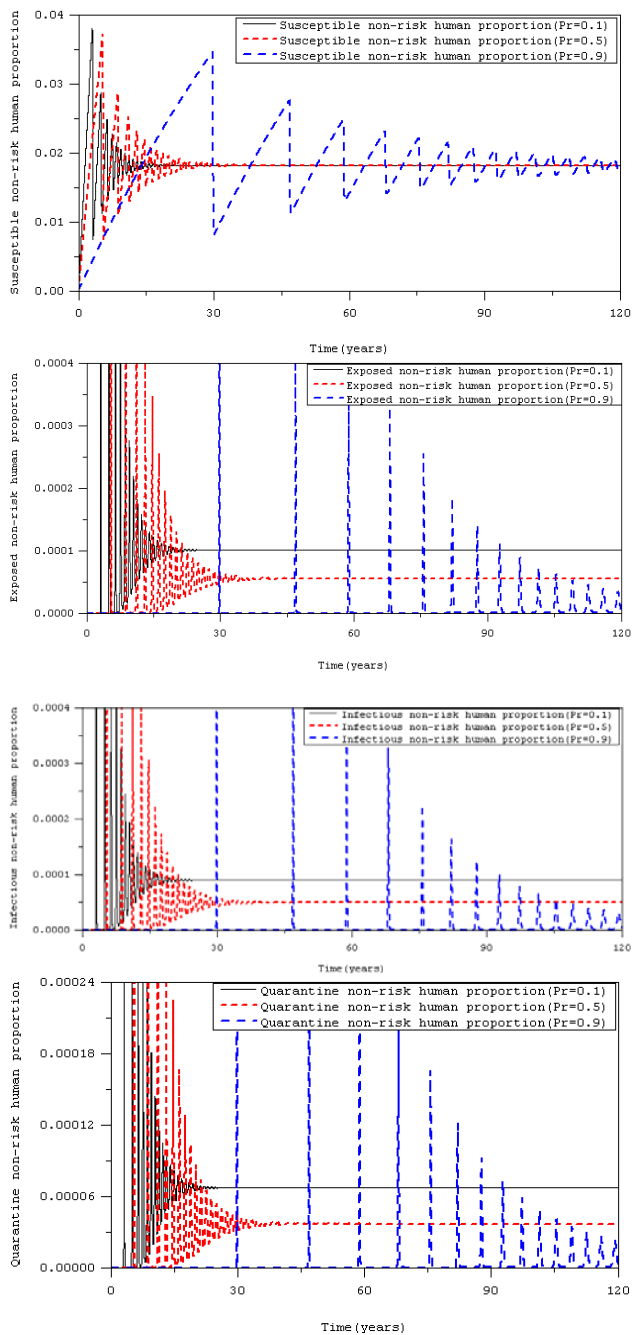 0.04
Susceptible non-risk human proportion(Pr=0.1)
Susceptible non-risk human proportion(Pr=0.5)
Susceptible non-risk human proportion(Pr=0.9)
0.03
0.02
0.01
0.00
Susceptible non-risk human proportion
0 30 60 90 120
Time(years)
0.0004
Exposed non-risk human proportion(Pr=0.1)
Exposed non-risk human proportion(Pr=0.5)
Exposed non-risk human proportion(Pr=0.9)
0.0003
0.0002
0.0001
0.0000
Exposed non-risk human proportion
0 30 60 90 120
Time(years)
0.0004
Infectious non-risk human proportion(Pr=0.1)
Infectious non-risk human proportion(Pr=0.5)
Infectious non-risk human proportion(Pr=0.9)
0.0003
0.0002
0.0001
0.0000
Infectious non-risk human proportion
0 30 60 90 120
Time(years)
0.00024
Quarantine non-risk human proportion(Pr=0.1)
Quarantine non-risk human proportion(Pr=0.5)
Quarantine non-risk human proportion(Pr=0.9)
0.00018
0.00012
0.00006
0.00000
Quarantine non-risk human proportion
0 30 60 90 120
Time(years)